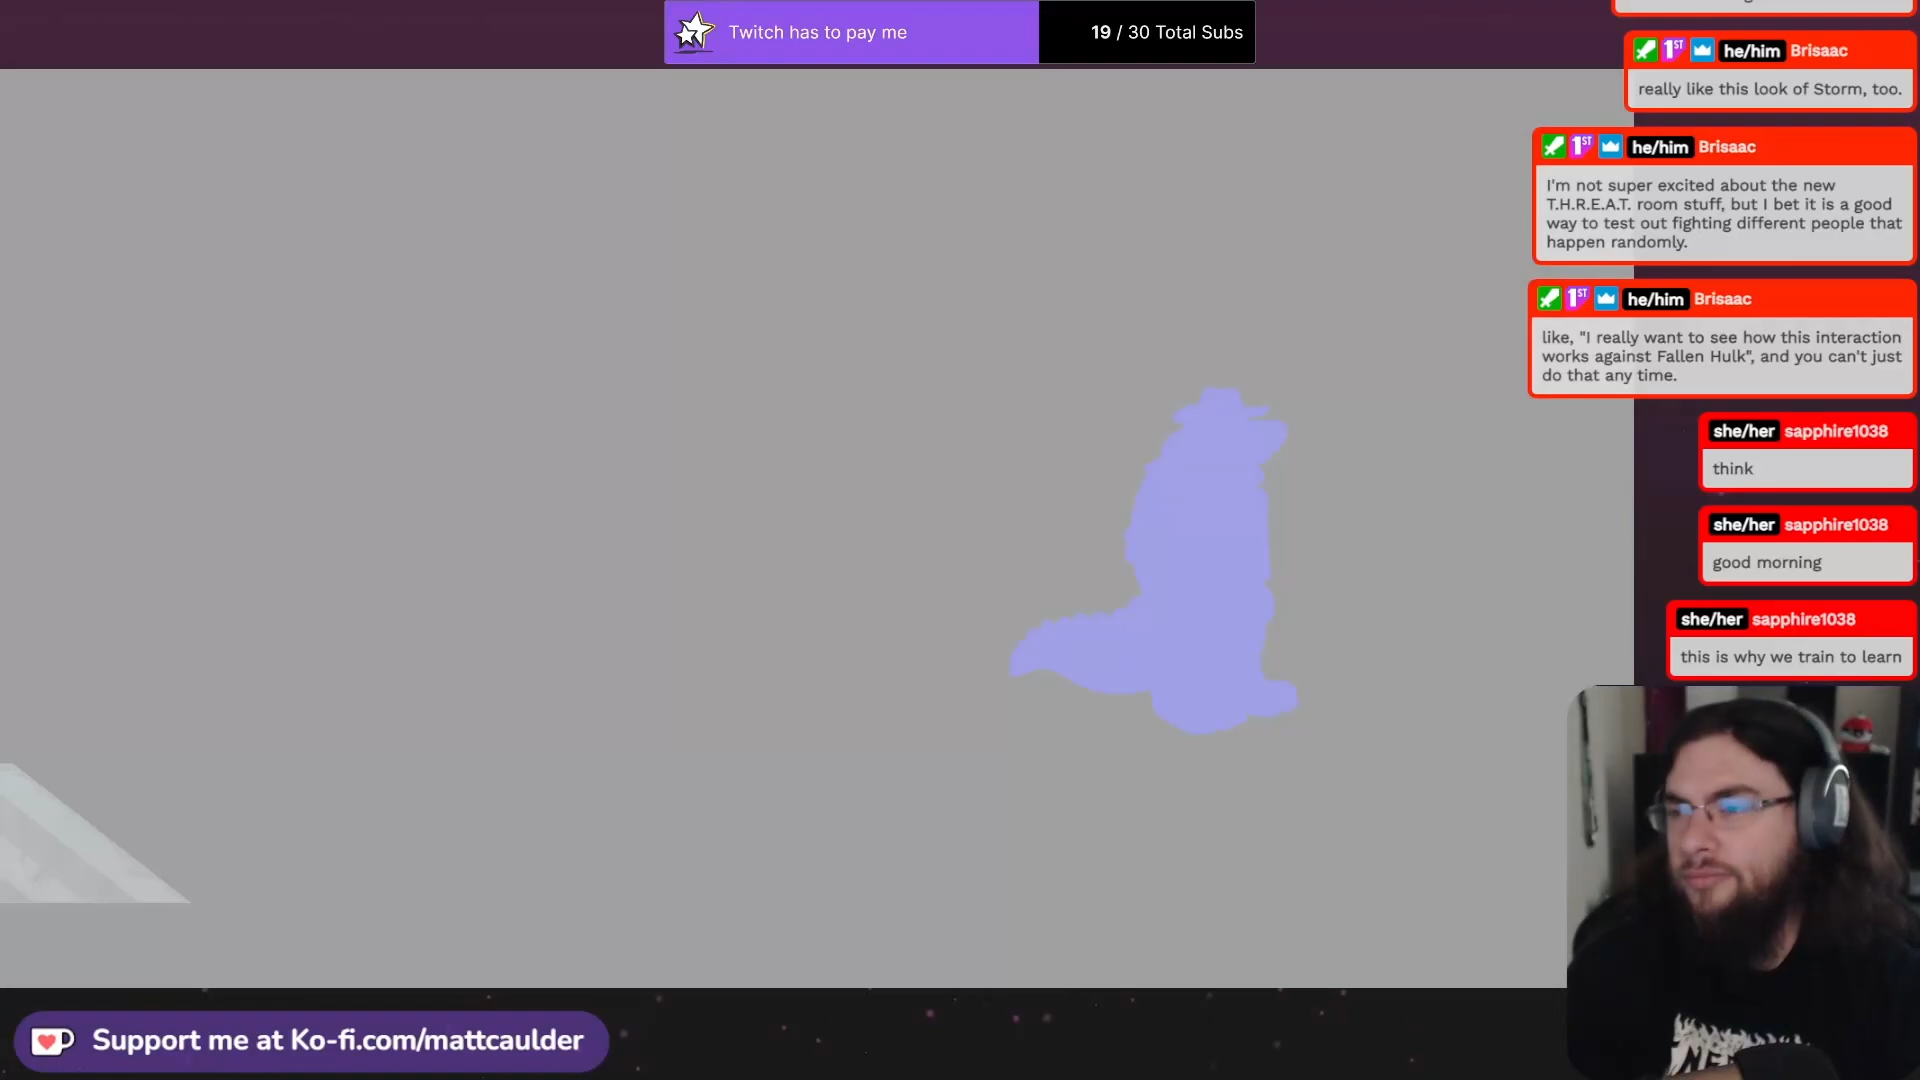 Twitch has to pay me
19 / 30 Total Subs
1ST he/him Brisaac
really like this look of Storm, too.
1ST he/him Brisaac
I'm not super excited about the new
T.H.R.E.A.T. room stuff, but I bet it is a good
way to test out fighting different people that
happen randomly.
1ST he/him Brisaac
like, "I really want to see how this interaction
works against Fallen Hulk", and you can't just
do that any time.
she/her sapphire1038
think
she/her sapphire1038
good morning
she/her sapphire1038
this is why we train to learn
Support me at Ko-fi.com/mattcaulder